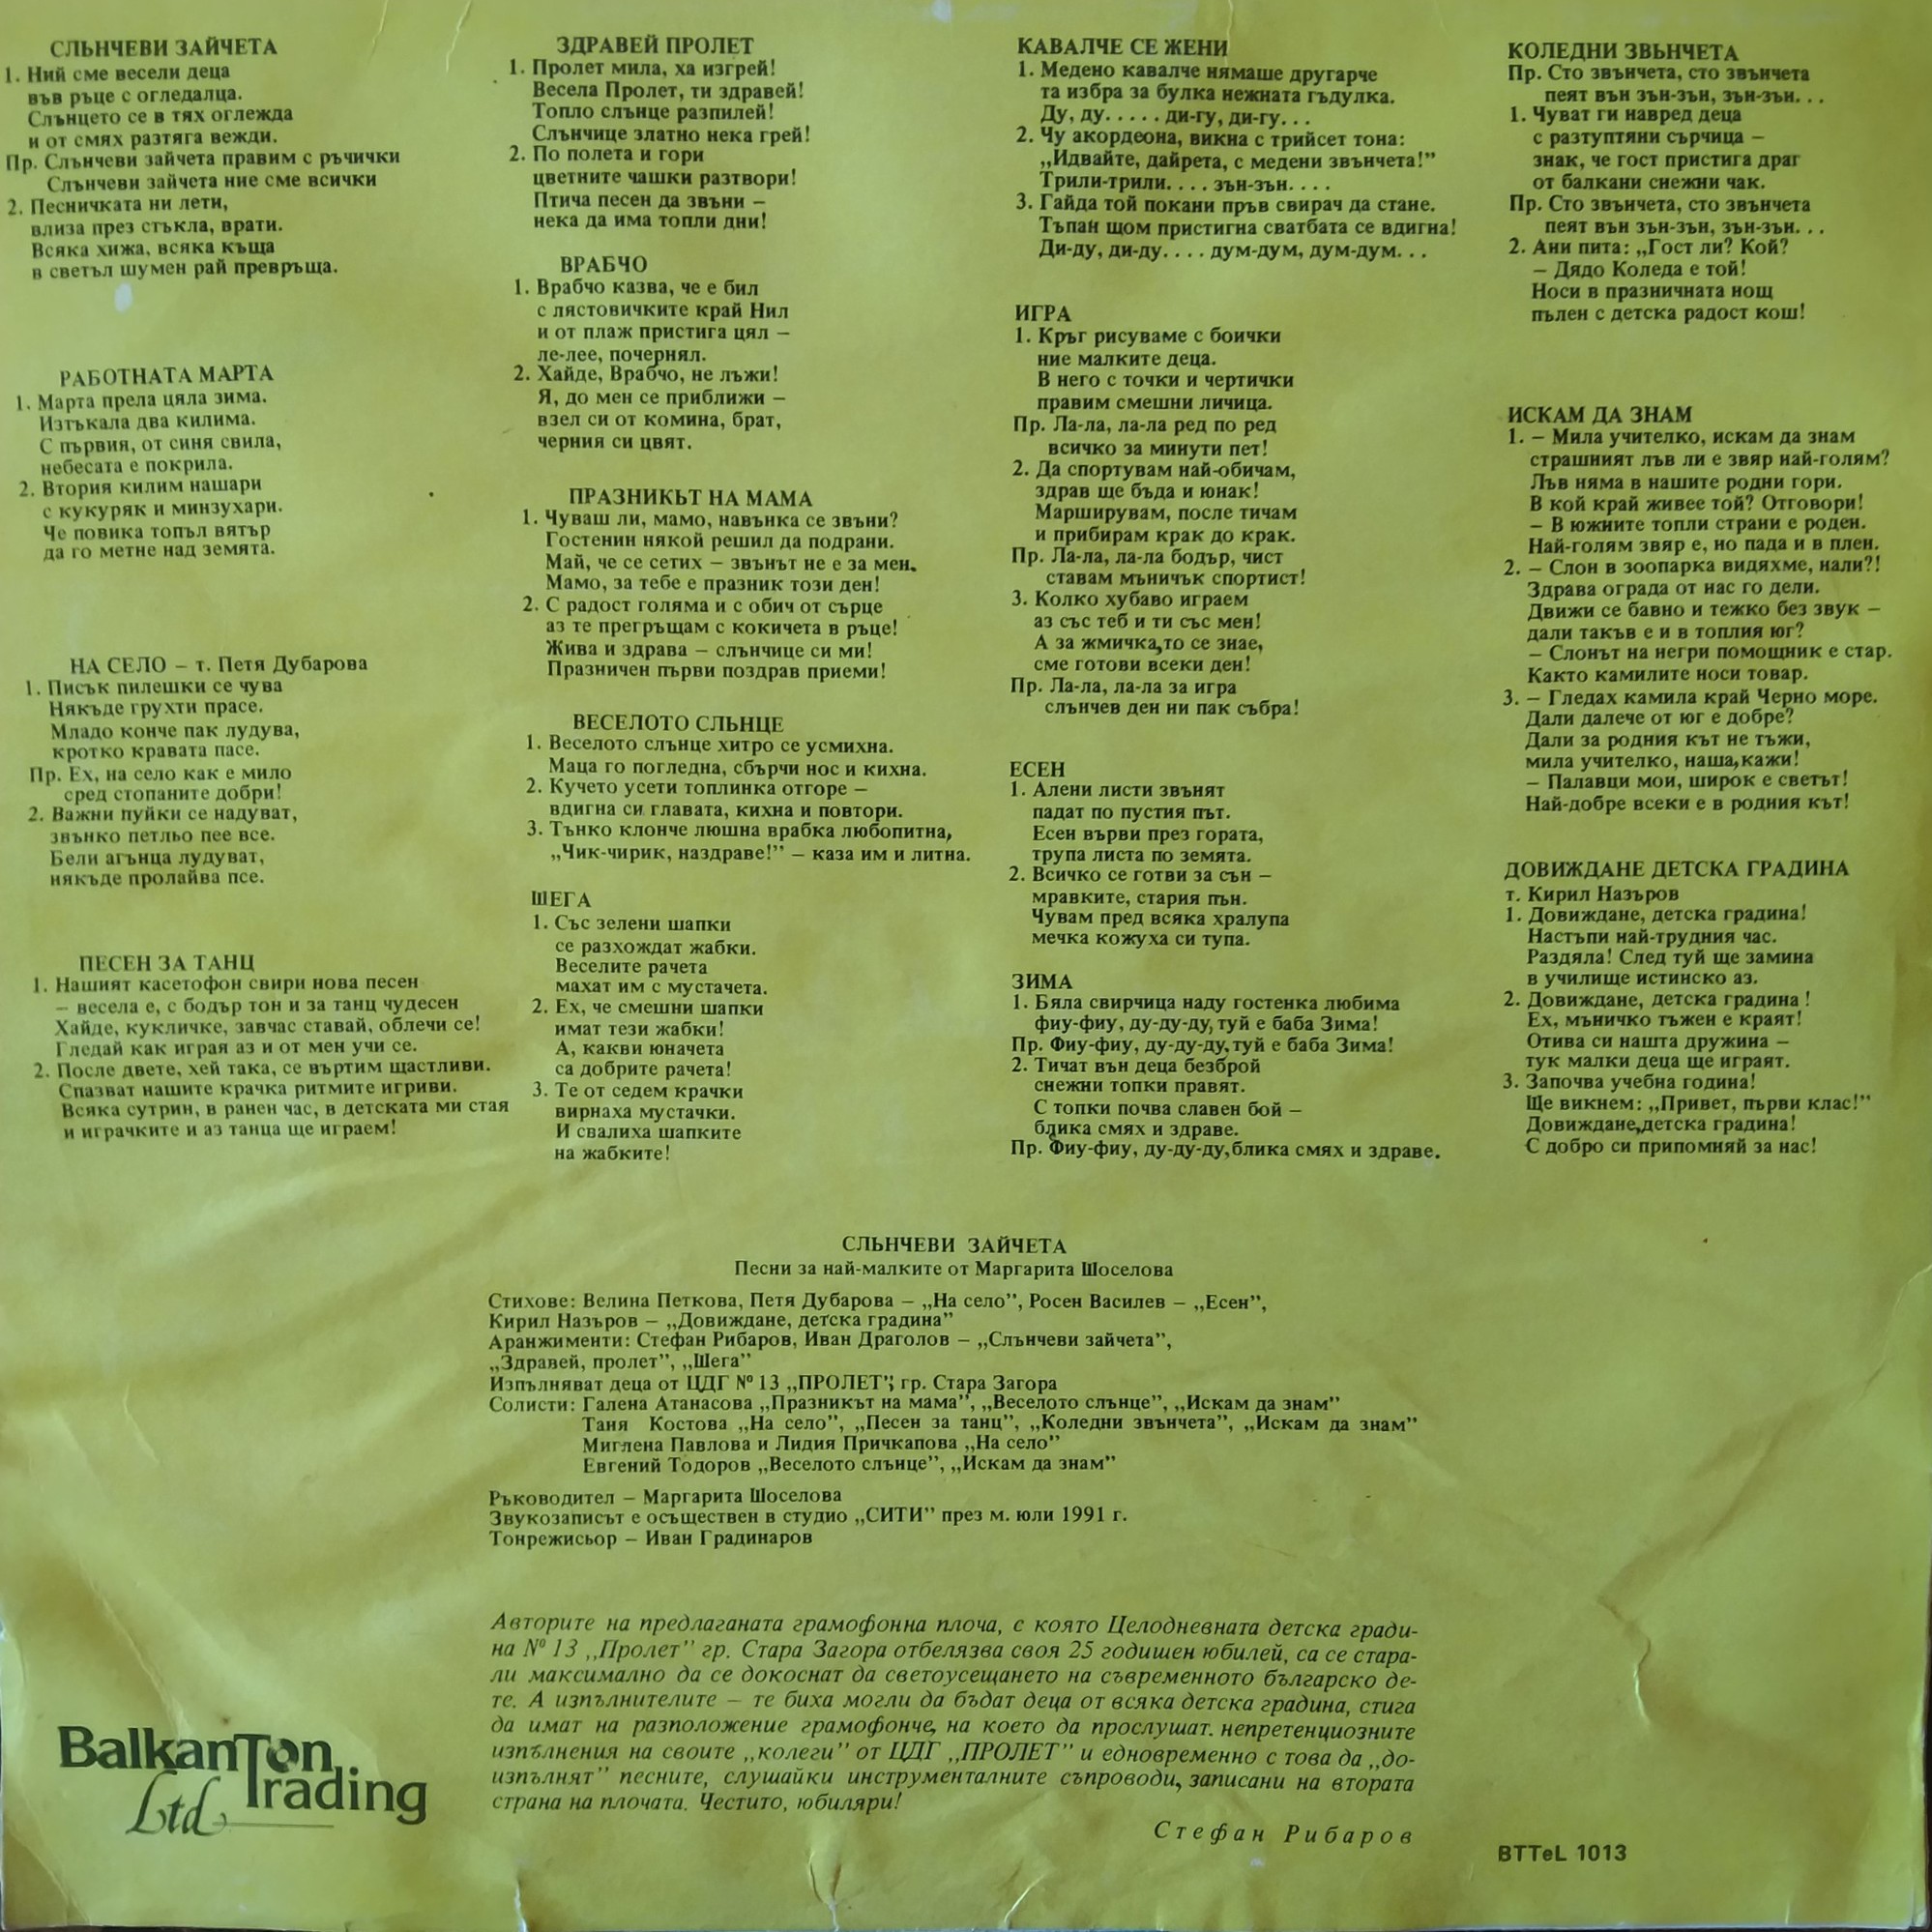 СЛЪНЧЕВИ ЗАЙЧЕТА
1. Ний сме весели деца
във ръце с огледалца.
Слънцето се в тях оглежда
и от смях разтяга вежди.
Пр. Слънчеви зайчета правим с ръчички
Слънчеви зайчета ние сме всички
2. Песничката ни лети,
влиза през стъкла, врати.
Всяка хижа, всяка къща
в светъл шумен рай превръща.
РАБОТНАТА МАРТА
1. Марта прела цяла зима.
Изтъкала два килима.
С първия, от синя свила,
небесата е покрила.
2. Втория килим нашари
с кукуряк и минзухари.
Че повика топъл вятър
да го метне над земята.
НА СЕЛО – т. Петя Дубарова
1. Писък пилешки се чува
Някъде грухти прасе.
Младо конче пак лудува,
кротко кравата пасе.
Пр. Ех, на село как е мило
сред стопаните добри!
2. Важни пуйки се надуват,
звънко петльо пее все.
Бели агънца лудуват,
някъде пролайва псе.
ПЕСЕН ЗА ТАНЦ
1. Нашият касетофон свири нова песен
– весела е, с бодър тон и за танц чудесен
Хайде, кукличке, завчас ставай, облечи се!
Гледай как играя аз и от мен учи се.
2. После двете, хей така, се въртим щастливи.
Спазват нашите крачка ритмите игриви.
Всяка сутрин, в ранен час, в детската ми стая
и играчките и аз танца ще играем!
ЗДРАВЕЙ ПРОЛЕТ
1. Пролет мила, ха изгрей!
Весела Пролет, ти здравей!
Топло слънце разпилей!
Слънчице златно нека грей!
2. По полета и гори
цветните чашки разтвори!
Птича песен да звъни –
нека да има топли дни!
ВРАБЧО
1. Врабчо казва, че е бил
с лястовичките край Нил
и от плаж пристига цял –
ле-лее, почернял.
2. Хайде, Врабчо, не лъжи!
Я, до мен се приближи –
взел си от комина, брат,
черния си цвят.
ПРАЗНИКЪТ НА МАМА
1. Чуваш ли, мамо, навънка се звъни?
Гостенин някой решил да подрани.
Май, че се сетих – звънът не е за мен.
Мамо, за тебе е празник този ден!
2. С радост голяма и с обич от сърце
аз те прегръщам с кокичета в ръце!
Жива и здрава – слънчице си ми!
Празничен първи поздрав приеми!
ВЕСЕЛОТО СЛЪНЦЕ
1. Веселото слънце хитро се усмихна.
Маца го погледна, сбърчи нос и кихна.
2. Кучето усети топлинка отгоре –
вдигна си главата, кихна и повтори.
3. Тънко клонче люшна врабка любопитна,
„Чик-чирик, наздраве!” – каза им и литна.
ШЕГА
1. Със зелени шапки
се разхождат жабки.
Веселите рачета
махат им с мустачета.
2. Ех, че смешни шапки
имат тези жабки!
А, какви юначета
са добрите рачета!
3. Те от седем крачки
вирнаха мустачки.
И свалиха шапките
на жабките!
КАВАЛЧЕ СЕ ЖЕНИ
1. Медено кавалче нямаше другарче
та избра за булка нежната гъдулка.
Ду, ду. . . . . ди-гу, ди-гу. . .
2. Чу акордеона, викна с трийсет тона:
„Идвайте, дайрета, с медени звънчета!”
Трили-трили. . . . зън-зън. . . .
3. Гайда той покани пръв свирач да стане.
Тъпан щом пристигна сватбата се вдигна!
Ди-ду, ди-ду. . . . дум-дум, дум-дум. . .
ИГРА
1. Кръг рисуваме с боички
ние малките деца.
В него с точки и чертички
правим смешни личица.
Пр. Ла-ла, ла-ла ред по ред
всичко за минути пет!
2. Да спортувам най-обичам,
здрав ще бъда и юнак!
Марширувам, после тичам
и прибирам крак до крак.
Пр. Ла-ла, ла-ла бодър, чист
ставам мъничък спортист!
3. Колко хубаво играем
аз със теб и ти със мен!
А за жмичка,то се знае,
сме готови всеки ден!
Пр. Ла-ла, ла-ла за игра
слънчев ден ни пак събра!
ЕСЕН
1. Алени листи звънят
падат по пустия път.
Есен върви през гората,
трупа листа по земята.
2. Всичко се готви за сън –
мравките, стария пън.
Чувам пред всяка хралупа
мечка кожуха си тупа.
ЗИМА
1. Бяла свирчица наду гостенка любима
фиу-фиу, ду-ду-ду, туй е баба Зима!
Пр. Фиу-фиу, ду-ду-ду, туй е баба Зима!
2. Тичат вън деца безброй
снежни топки правят.
С топки почва славен бой –
блика смях и здраве.
Пр. Фиу-фиу, ду-ду-ду,блика смях и здраве.
КОЛЕДНИ ЗВЪНЧЕТА
Пр. Сто звънчета, сто звънчета
пеят вън зън-зън, зън-зън. . .
1. Чуват ги навред деца
с разтуптяни сърчица –
знак, че гост пристига драг
от балкани снежни чак.
Пр. Сто звънчета, сто звънчета
пеят вън зън-зън, зън-зън. . .
2. Ани пита: „Гост ли? Кой?
– Дядо Коледа е той!
Носи в празничната нощ
пълен с детска радост кош!
ИСКАМ ДА ЗНАМ
1. – Мила учителко, искам да знам
страшният лъв ли е звяр най-голям?
Лъв няма в нашите родни гори.
В кой край живее той? Отговори!
– В южните топли страни е роден.
Най-голям звяр е, но пада и в плен.
2. – Слон в зоопарка видяхме, нали?!
Здрава ограда от нас го дели.
Движи се бавно и тежко без звук –
дали такъв е и в топлия юг?
– Слонът на негри помощник е стар.
Както камилите носи товар.
3. – Гледах камила край Черно море.
Дали далече от юг е добре?
Дали за родния кът не тъжи,
мила учителко, наша,кажи!
– Палавци мои, широк е светът!
Най-добре всеки е в родния кът!
ДОВИЖДАНЕ ДЕТСКА ГРАДИНА
т. Кирил Назъров
1. Довиждане, детска градина!
Настъпи най-трудния час.
Раздяла! След туй ще замина
в училище истинско аз.
2. Довиждане, детска градина !
Ех, мъничко тъжен е краят!
Отива си нашта дружина –
тук малки деца ще играят.
3. Започва учебна година!
Ще викнем: „Привет, първи клас!”
Довиждане,детска градина!
С добро си припомняй за нас!
СЛЪНЧЕВИ ЗАЙЧЕТА
Песни за най-малките от Маргарита Шоселова
Стихове: Велина Петкова, Петя Дубарова – „На село”, Росен Василев – „Есен”,
Кирил Назъров – „Довиждане, детска градина”
Аранжименти: Стефан Рибаров, Иван Драголов – „Слънчеви зайчета”,
„Здравей, пролет”, „Шега”
Изпълняват деца от ЦДГ № 13 „ПРОЛЕТ”, гр. Стара Загора
Солисти: Галена Атанасова „Празникът на мама”, „Веселото слънце”, „Искам да знам”
Таня Костова „На село”, „Песен за танц”, „Коледни звънчета”, „Искам да знам”
Миглена Павлова и Лидия Причкапова „На село”
Евгений Тодоров „Веселото слънце”, „Искам да знам”
Ръководител – Маргарита Шоселова
Звукозаписът е осъществен в студио „СИТИ” през м. юли 1991 г.
Тонрежисьор – Иван Градинаров
Авторите на предлаганата грамофонна плоча, с която Целодневната детска гради-
на № 13 „Пролет” гр. Стара Загора отбелязва своя 25 годишен юбилей, са се стара-
ли максимално да се докоснат да светоусещането на съвременното българско де-
те. А изпълнителите – те биха могли да бъдат деца от всяка детска градина, стига
да имат на разположение грамофонче, на което да прослушат. непретенциозните
изпълнения на своите „колеги” от ЦДГ „ПРОЛЕТ” и едновременно с това да „до-
изпълнят” песните, слушайки инструменталните съпроводи, записани на втората
страна на плочата. Честито, юбиляри!
Стефан Рибаров
BalkanTon
Trading
Ltd
BTTeL 1013